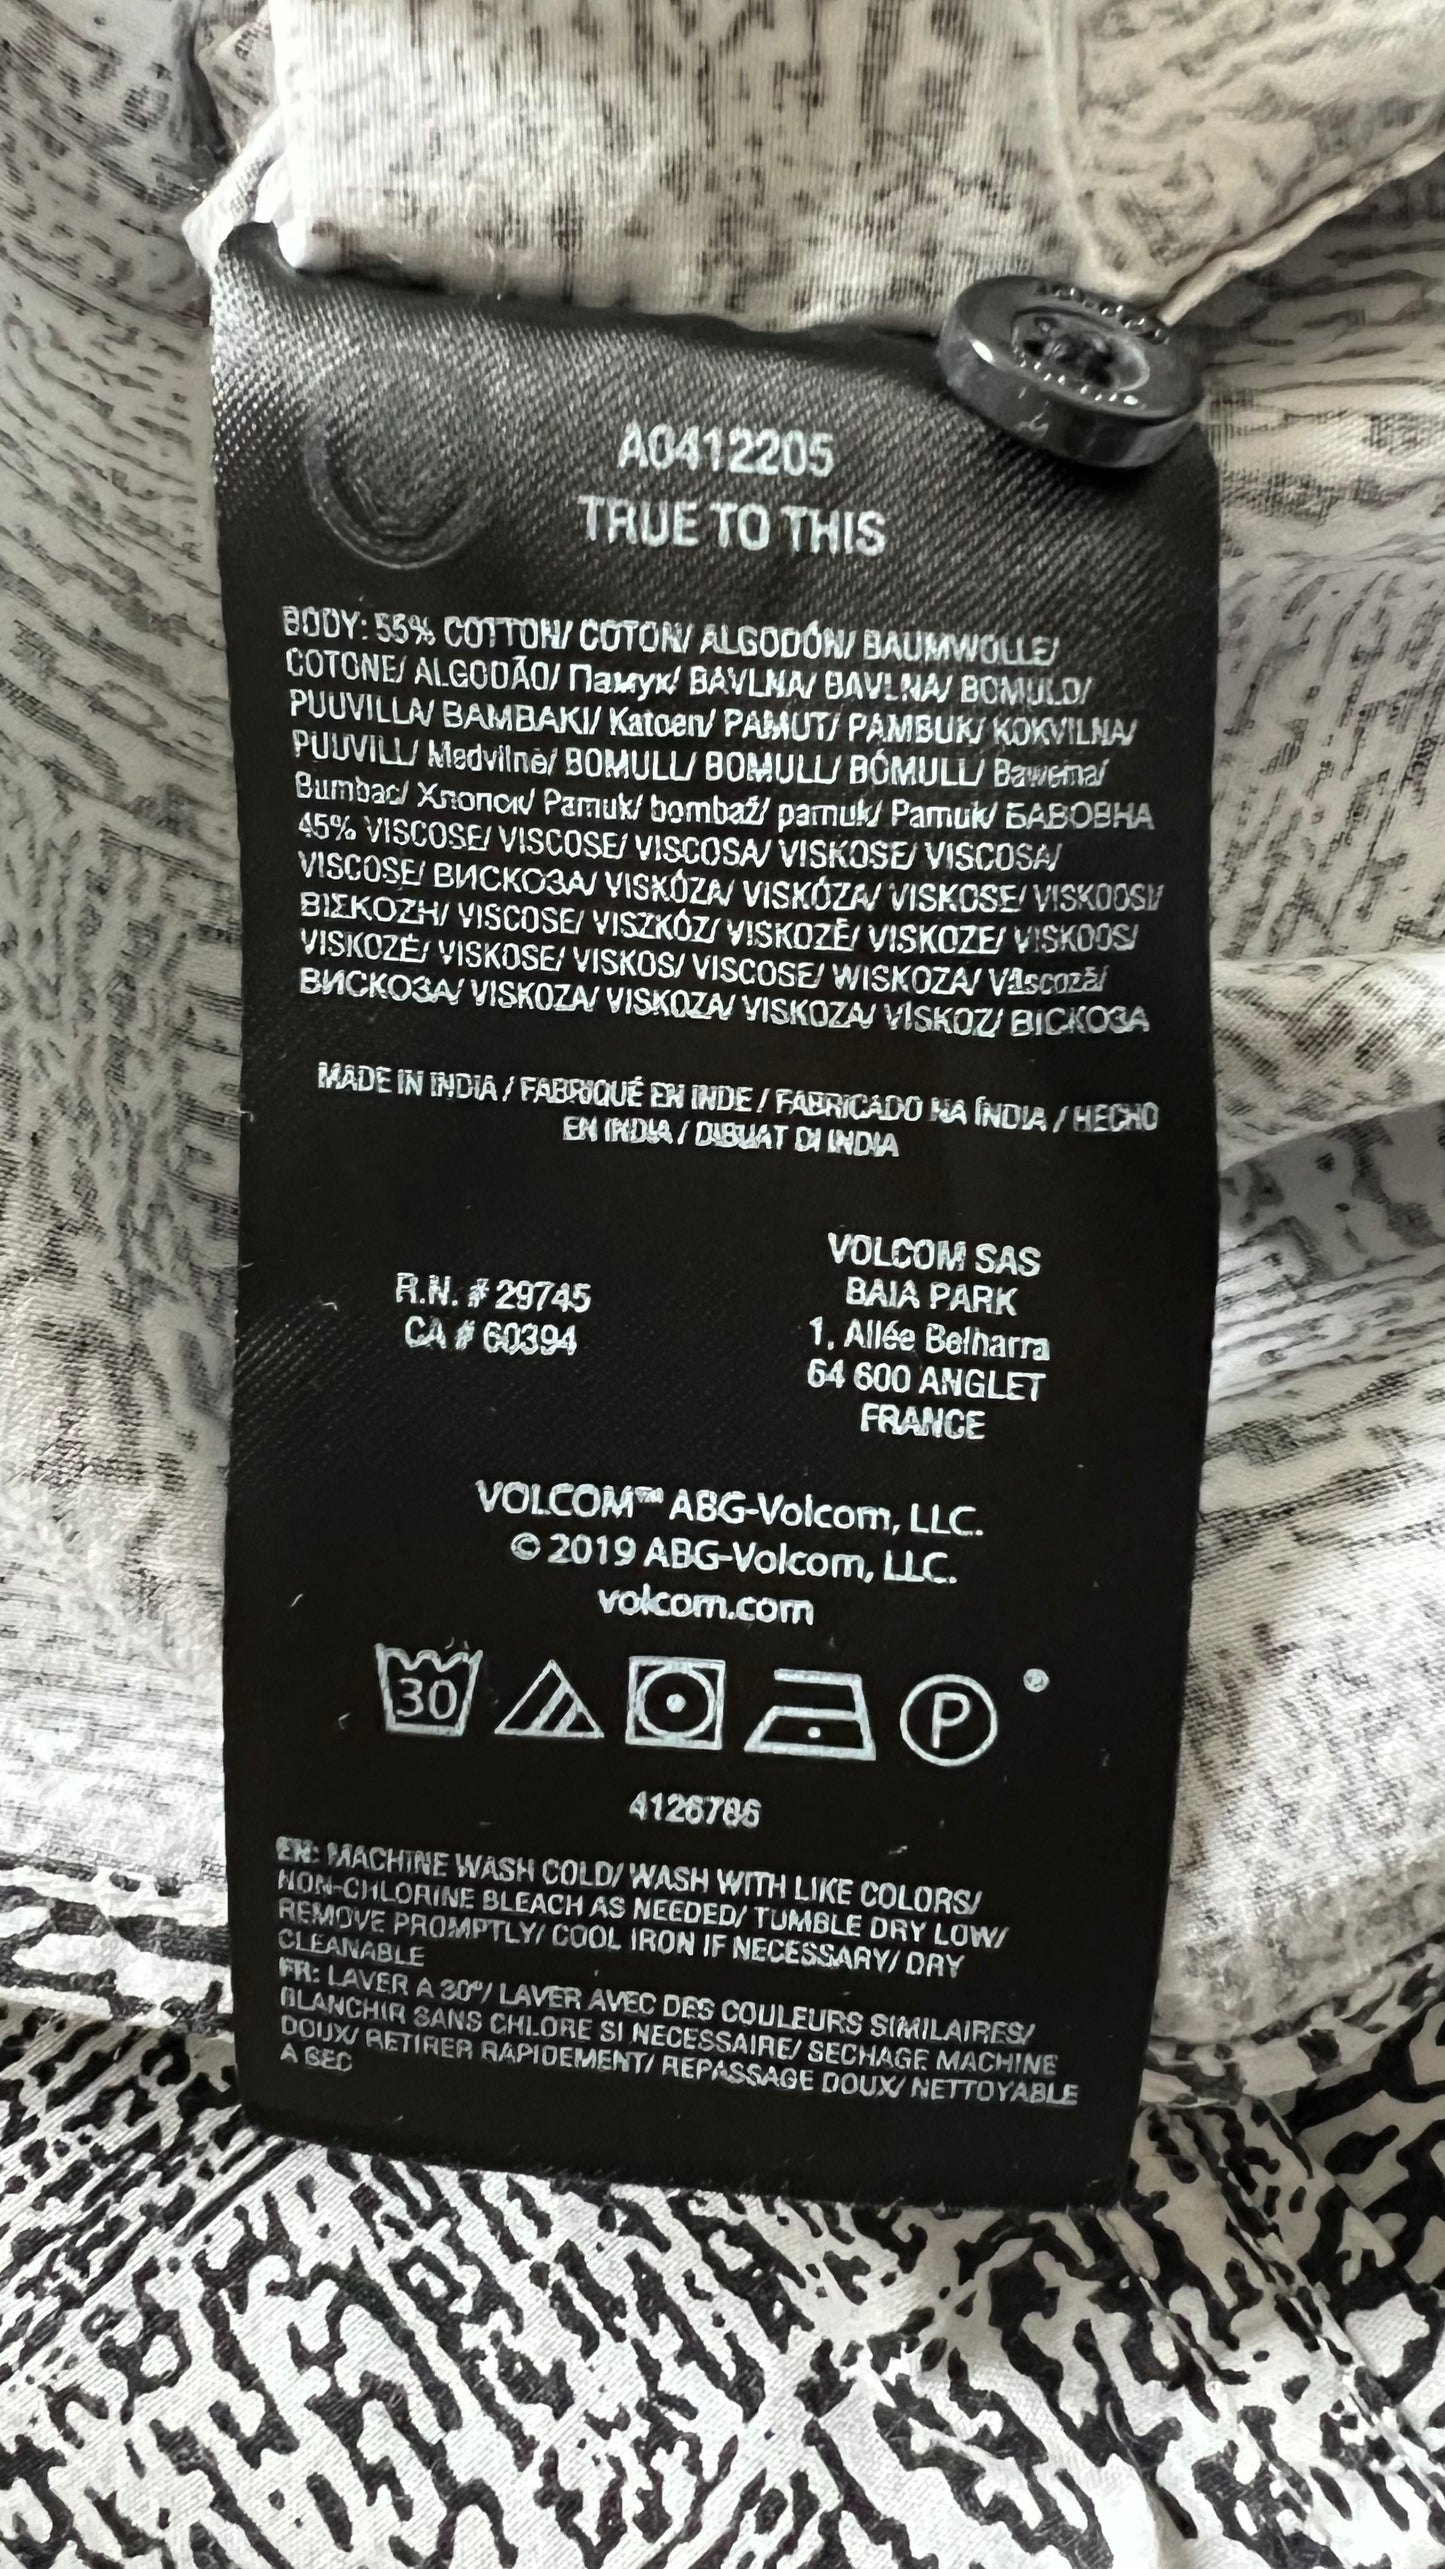 A0412205
TRUE TO THIS
BODY: 55% COTTON/ COTON/ ALGODÓN/ BAUMWOLLE/
COTONE/ ALGODÃO/ Памук/ BAVLNA/ BAVLNA/ BOMULD/
PUUVILLA/ BAMBAKI/ Katoen/ PAMUT/ PAMBUK/ KOKVILNA/
PUUVILL/ Medvilnė/ BOMULL/ BOMULL/ BÓMULL/ Bawełna/
Bumbac/ Хлопок/ Pamuk/ bombaž/ pamuk/ Pamuk/ БАВОВНА
45% VISCOSE/ VISCOSE/ VISCOSA/ VISKOSE/ VISCOSA/
VISCOSE/ ВИСКОЗА/ VISKÓZA/ VISKÓZA/ VISKOSE/ VISKOOSI/
ΒΙΣΚΟΖΗ/ VISCOSE/ VISZKÓZ/ VISKOZĒ/ VISKOZE/ VISKOOS/
VISKOZĖ/ VISKOSE/ VISKOS/ VISCOSE/ WISKOZA/ Vâscoză/
ВИСКОЗА/ VISKOZA/ VISKOZA/ VISKOZA/ VİSKOZ/ ВІСКОЗА
MADE IN INDIA / FABRIQUÉ EN INDE / FABRICADO NA ÍNDIA / HECHO
EN INDIA / DIBUAT DI INDIA
R.N. # 29745
CA # 60394
VOLCOM SAS
BAIA PARK
1, Allée Belharra
64 600 ANGLET
FRANCE
VOLCOM™ ABG-Volcom, LLC.
© 2019 ABG-Volcom, LLC.
volcom.com
30 P
4126786
EN: MACHINE WASH COLD/ WASH WITH LIKE COLORS/
NON-CHLORINE BLEACH AS NEEDED/ TUMBLE DRY LOW/
REMOVE PROMPTLY/ COOL IRON IF NECESSARY/ DRY
CLEANABLE
FR: LAVER A 30°/ LAVER AVEC DES COULEURS SIMILAIRES/
BLANCHIR SANS CHLORE SI NECESSAIRE/ SECHAGE MACHINE
DOUX/ RETIRER RAPIDEMENT/ REPASSAGE DOUX/ NETTOYABLE
A SEC